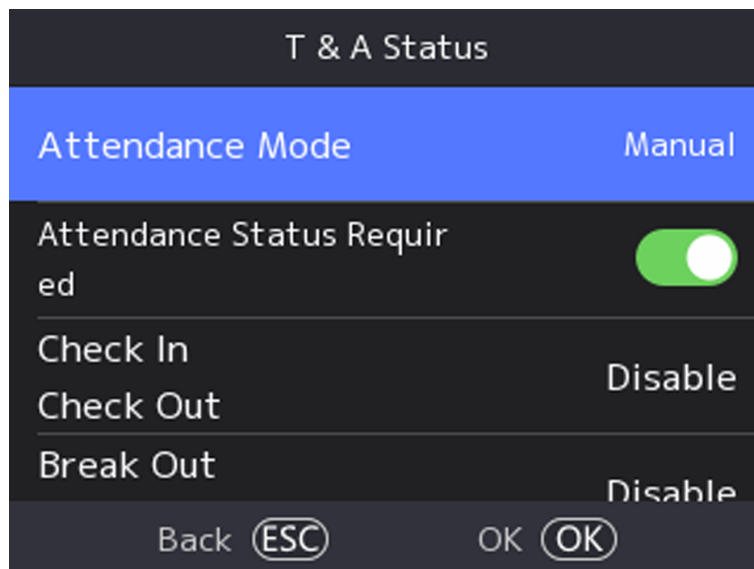 T & A Status
Attendance Mode Manual
Attendance Status Requir
ed
Check In
Disable
Check Out
Break Out
Disable
Back ESC OK OK